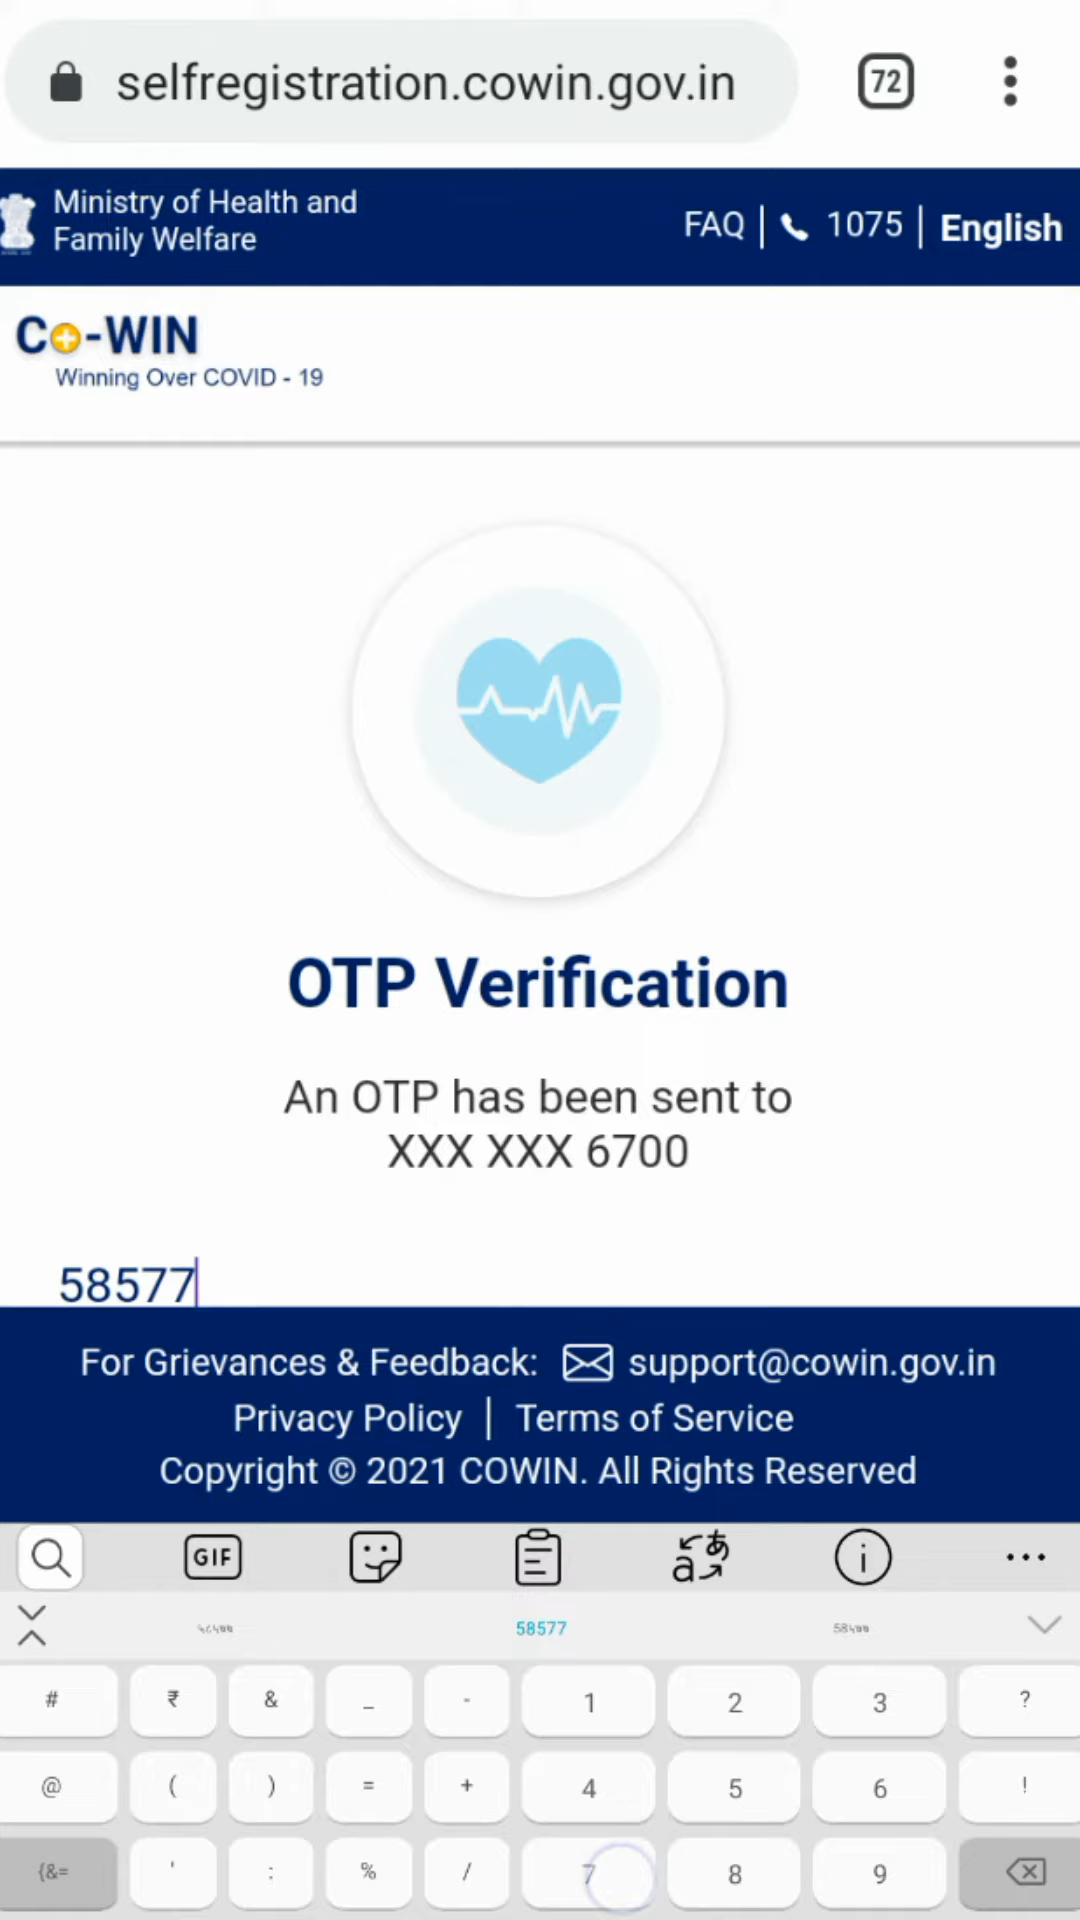 selfregistration.cowin.gov.in
72
Ministry of Health and
Family Welfare
FAQ | 1075 | English
Co-WIN
Winning Over COVID - 19
OTP Verification
An OTP has been sent to
XXX XXX 6700
58577
For Grievances & Feedback: support@cowin.gov.in
Privacy Policy | Terms of Service
Copyright © 2021 COWIN. All Rights Reserved
GIF
58577
# ₹ & _ - 1 2 3 ?
@ ( ) = + 4 5 6 !
{&= ' : % / 7 8 9